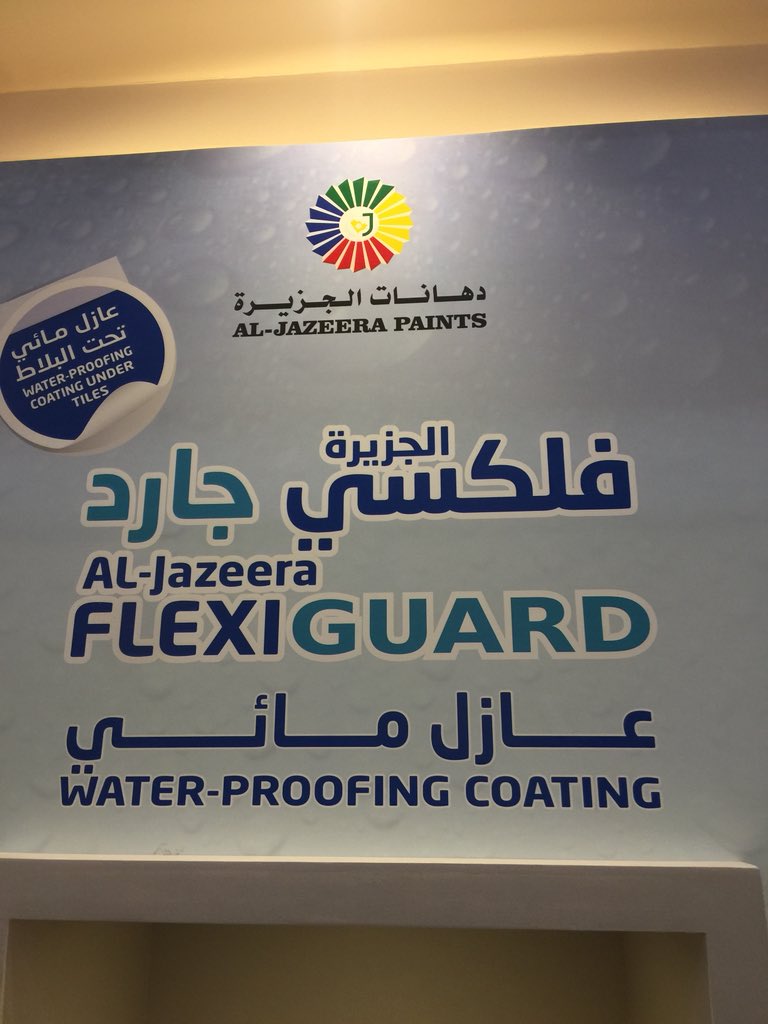 J
دهانات الجزيرة
AL-JAZEERA PAINTS
عازل مائي
تحت البلاط
WATER-PROOFING
COATING UNDER
TILES
الجزيرة
فلكسي جارد
AL-Jazeera
FLEXIGUARD
عازل مائي
WATER-PROOFING COATING